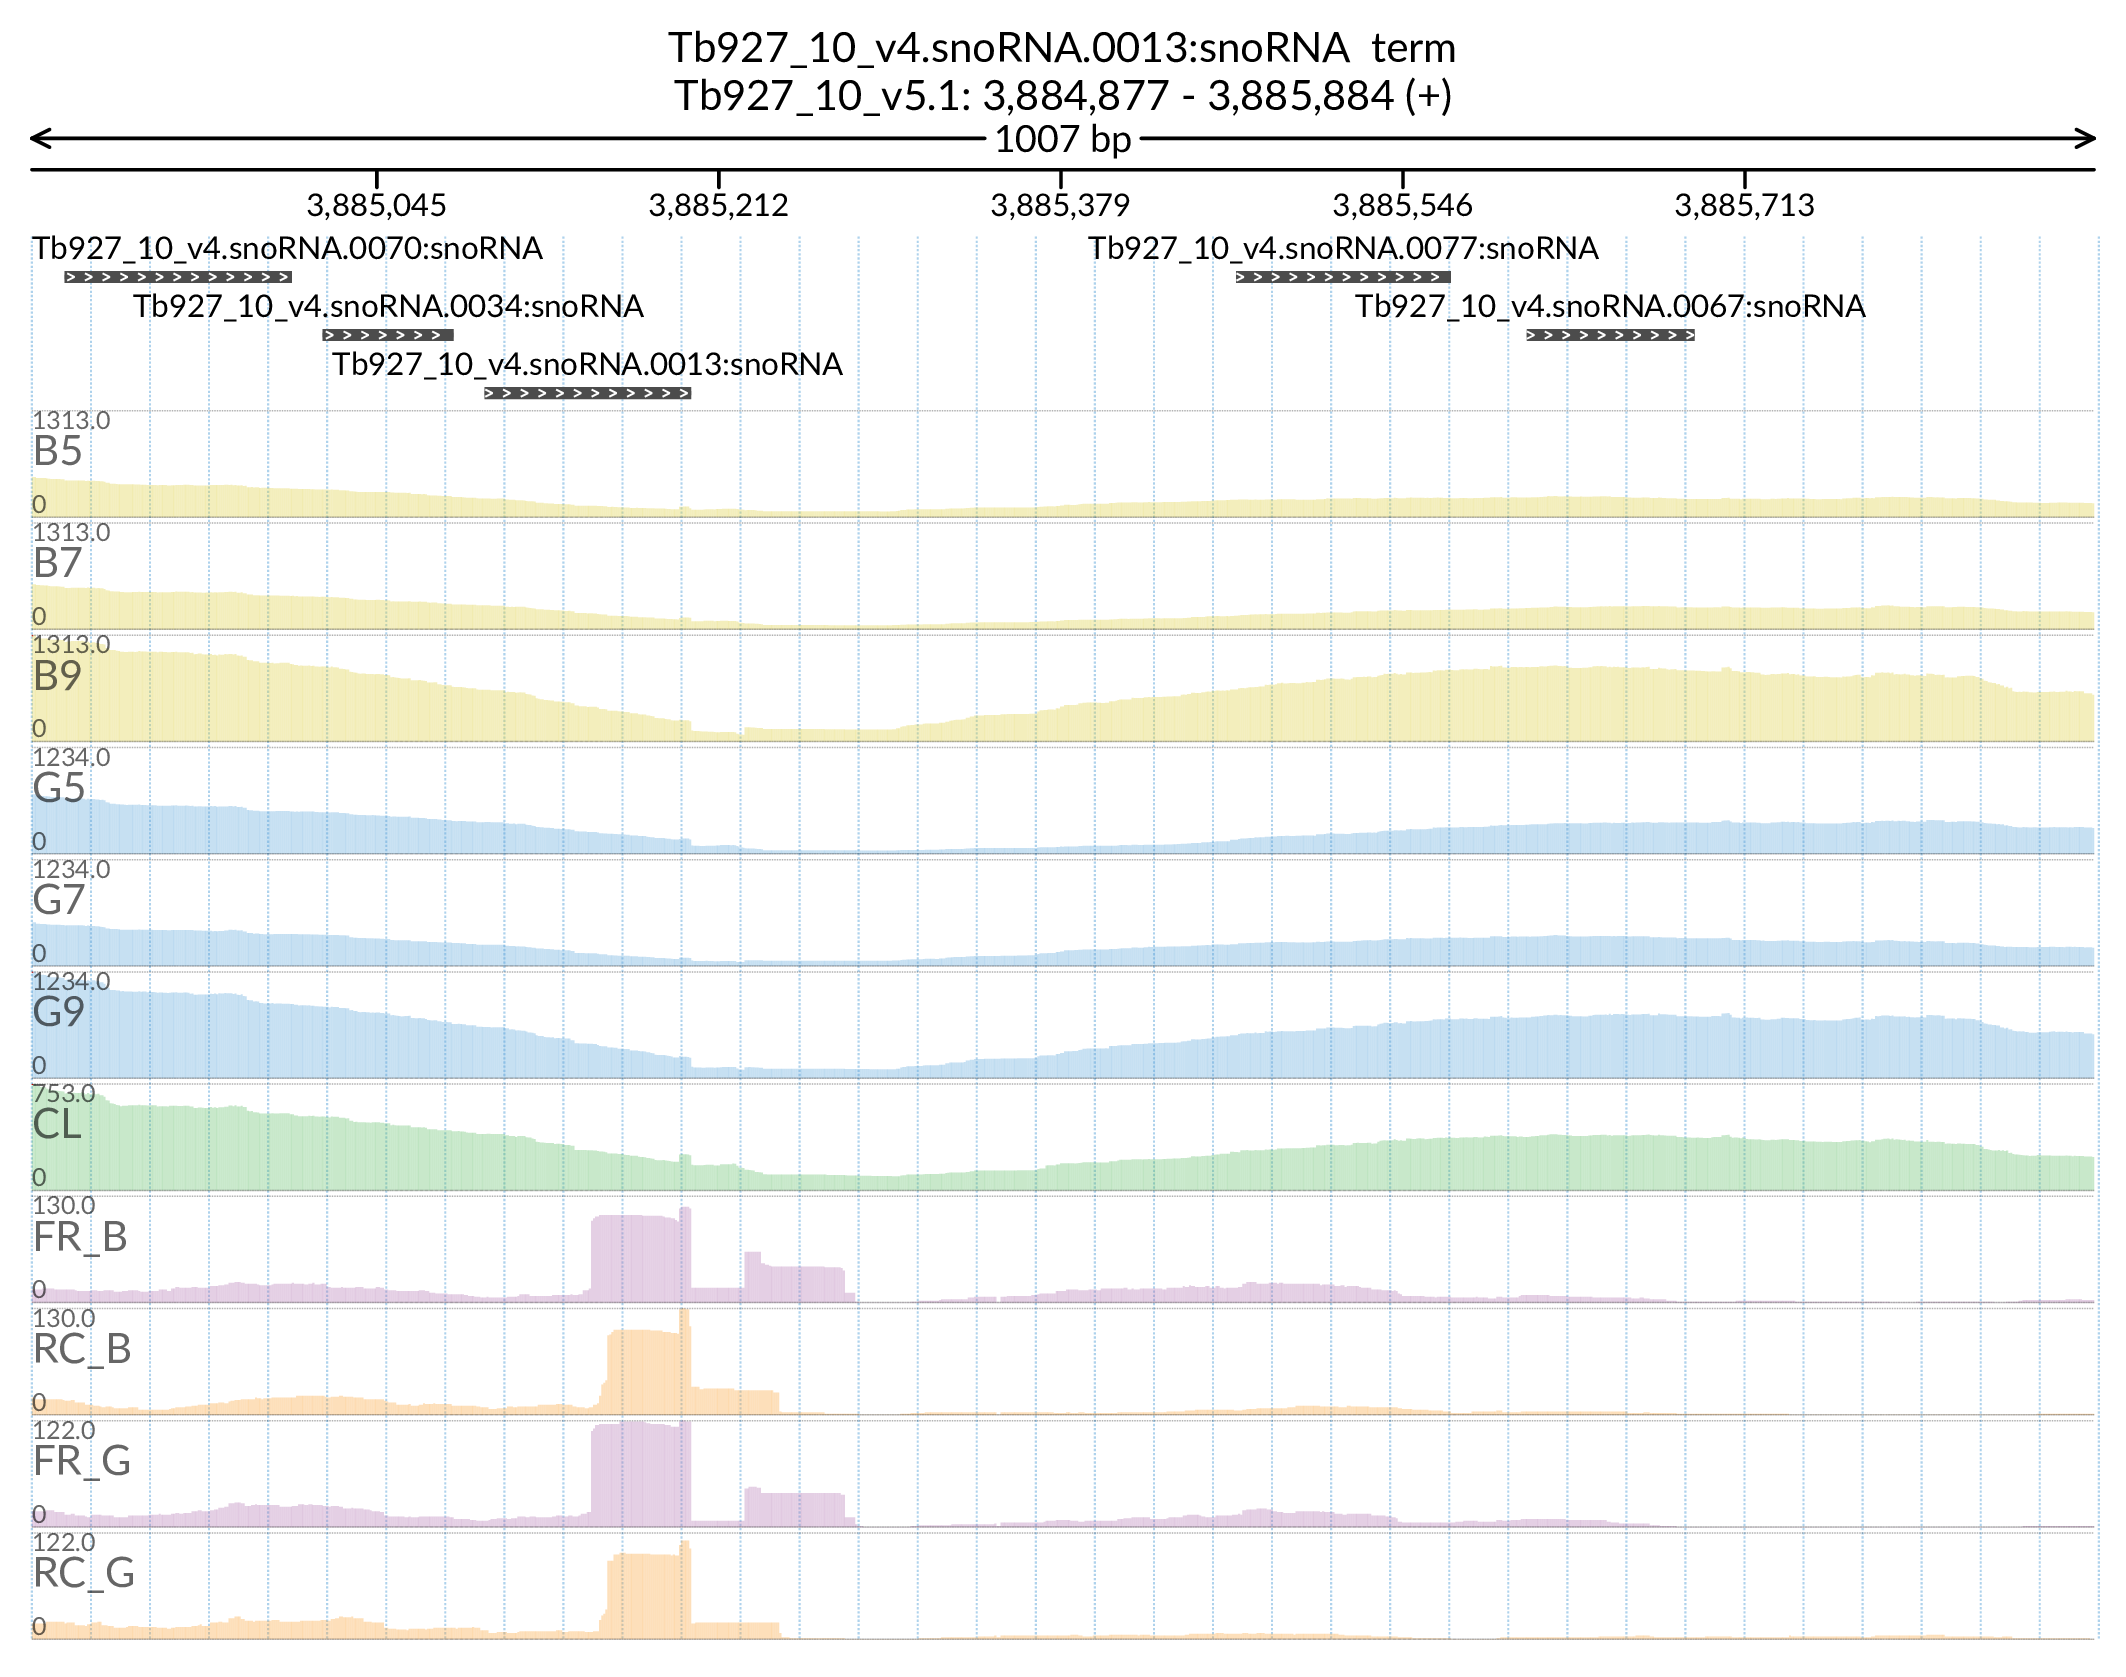 Tb927_10_v4.snoRNA.0013:snoRNA term
Tb927_10_v5.1: 3,884,877 - 3,885,884 (+)
1007 bp
3,885,045 3,885,212 3,885,379 3,885,546 3,885,713
Tb927_10_v4.snoRNA.0070:snoRNA Tb927_10_v4.snoRNA.0077:snoRNA
Tb927_10_v4.snoRNA.0034:snoRNA Tb927_10_v4.snoRNA.0067:snoRNA
Tb927_10_v4.snoRNA.0013:snoRNA
1313.0
B5
0
1313.0
B7
0
1313.0
B9
0
1234.0
G5
0
1234.0
G7
0
1234.0
G9
0
753.0
CL
0
130.0
FR_B
0
130.0
RC_B
0
122.0
FR_G
0
122.0
RC_G
0